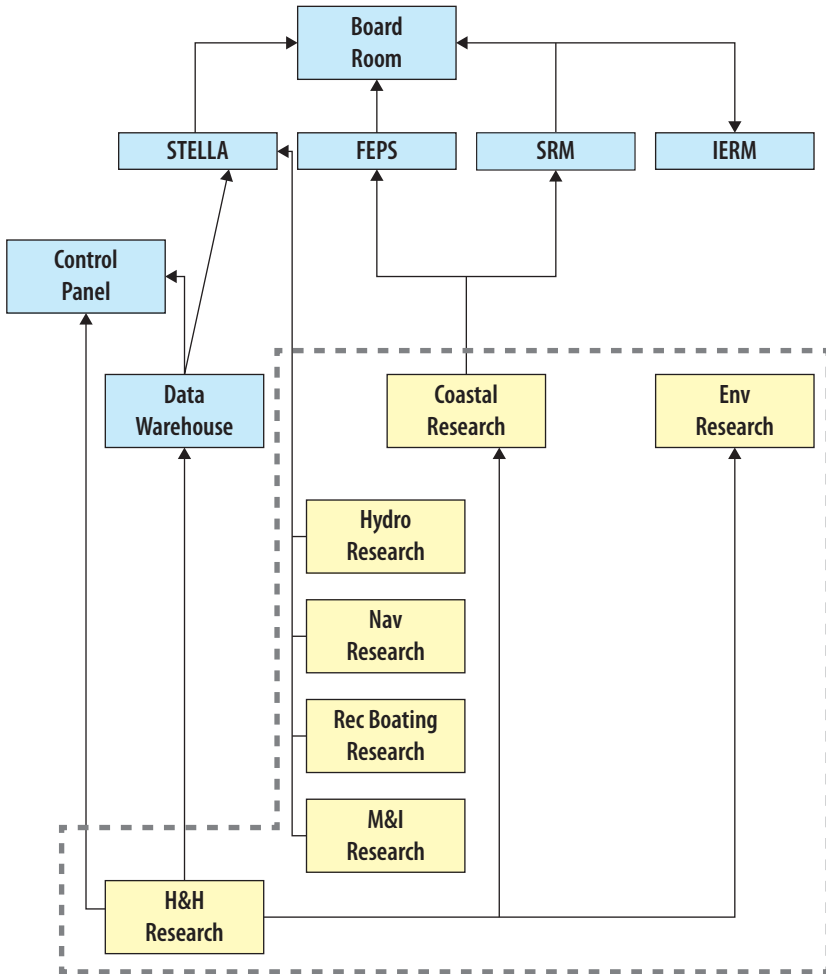 Board
Room
STELLA
FEPS
SRM
IERM
Control
Panel
Data
Warehouse
Coastal
Research
Env
Research
Hydro
Research
Nav
Research
Rec Boating
Research
M&I
Research
H&H
Research